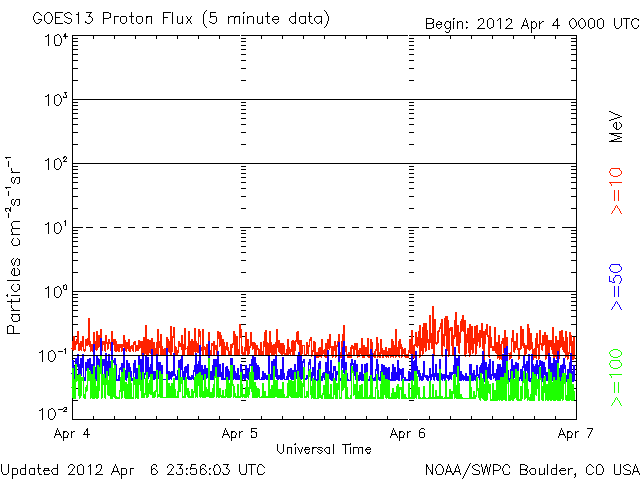 GOES13 Proton Flux (5 minute data)
Begin: 2012 Apr 4 0000 UTC
Particles cm⁻²s⁻¹sr⁻¹
10⁴
10³
10²
10¹
10⁰
10⁻¹
10⁻²
MeV
>=10
>=50
>=100
Apr 4
Apr 5
Apr 6
Apr 7
Universal Time
Updated 2012 Apr 6 23:56:03 UTC
NOAA/SWPC Boulder, CO USA